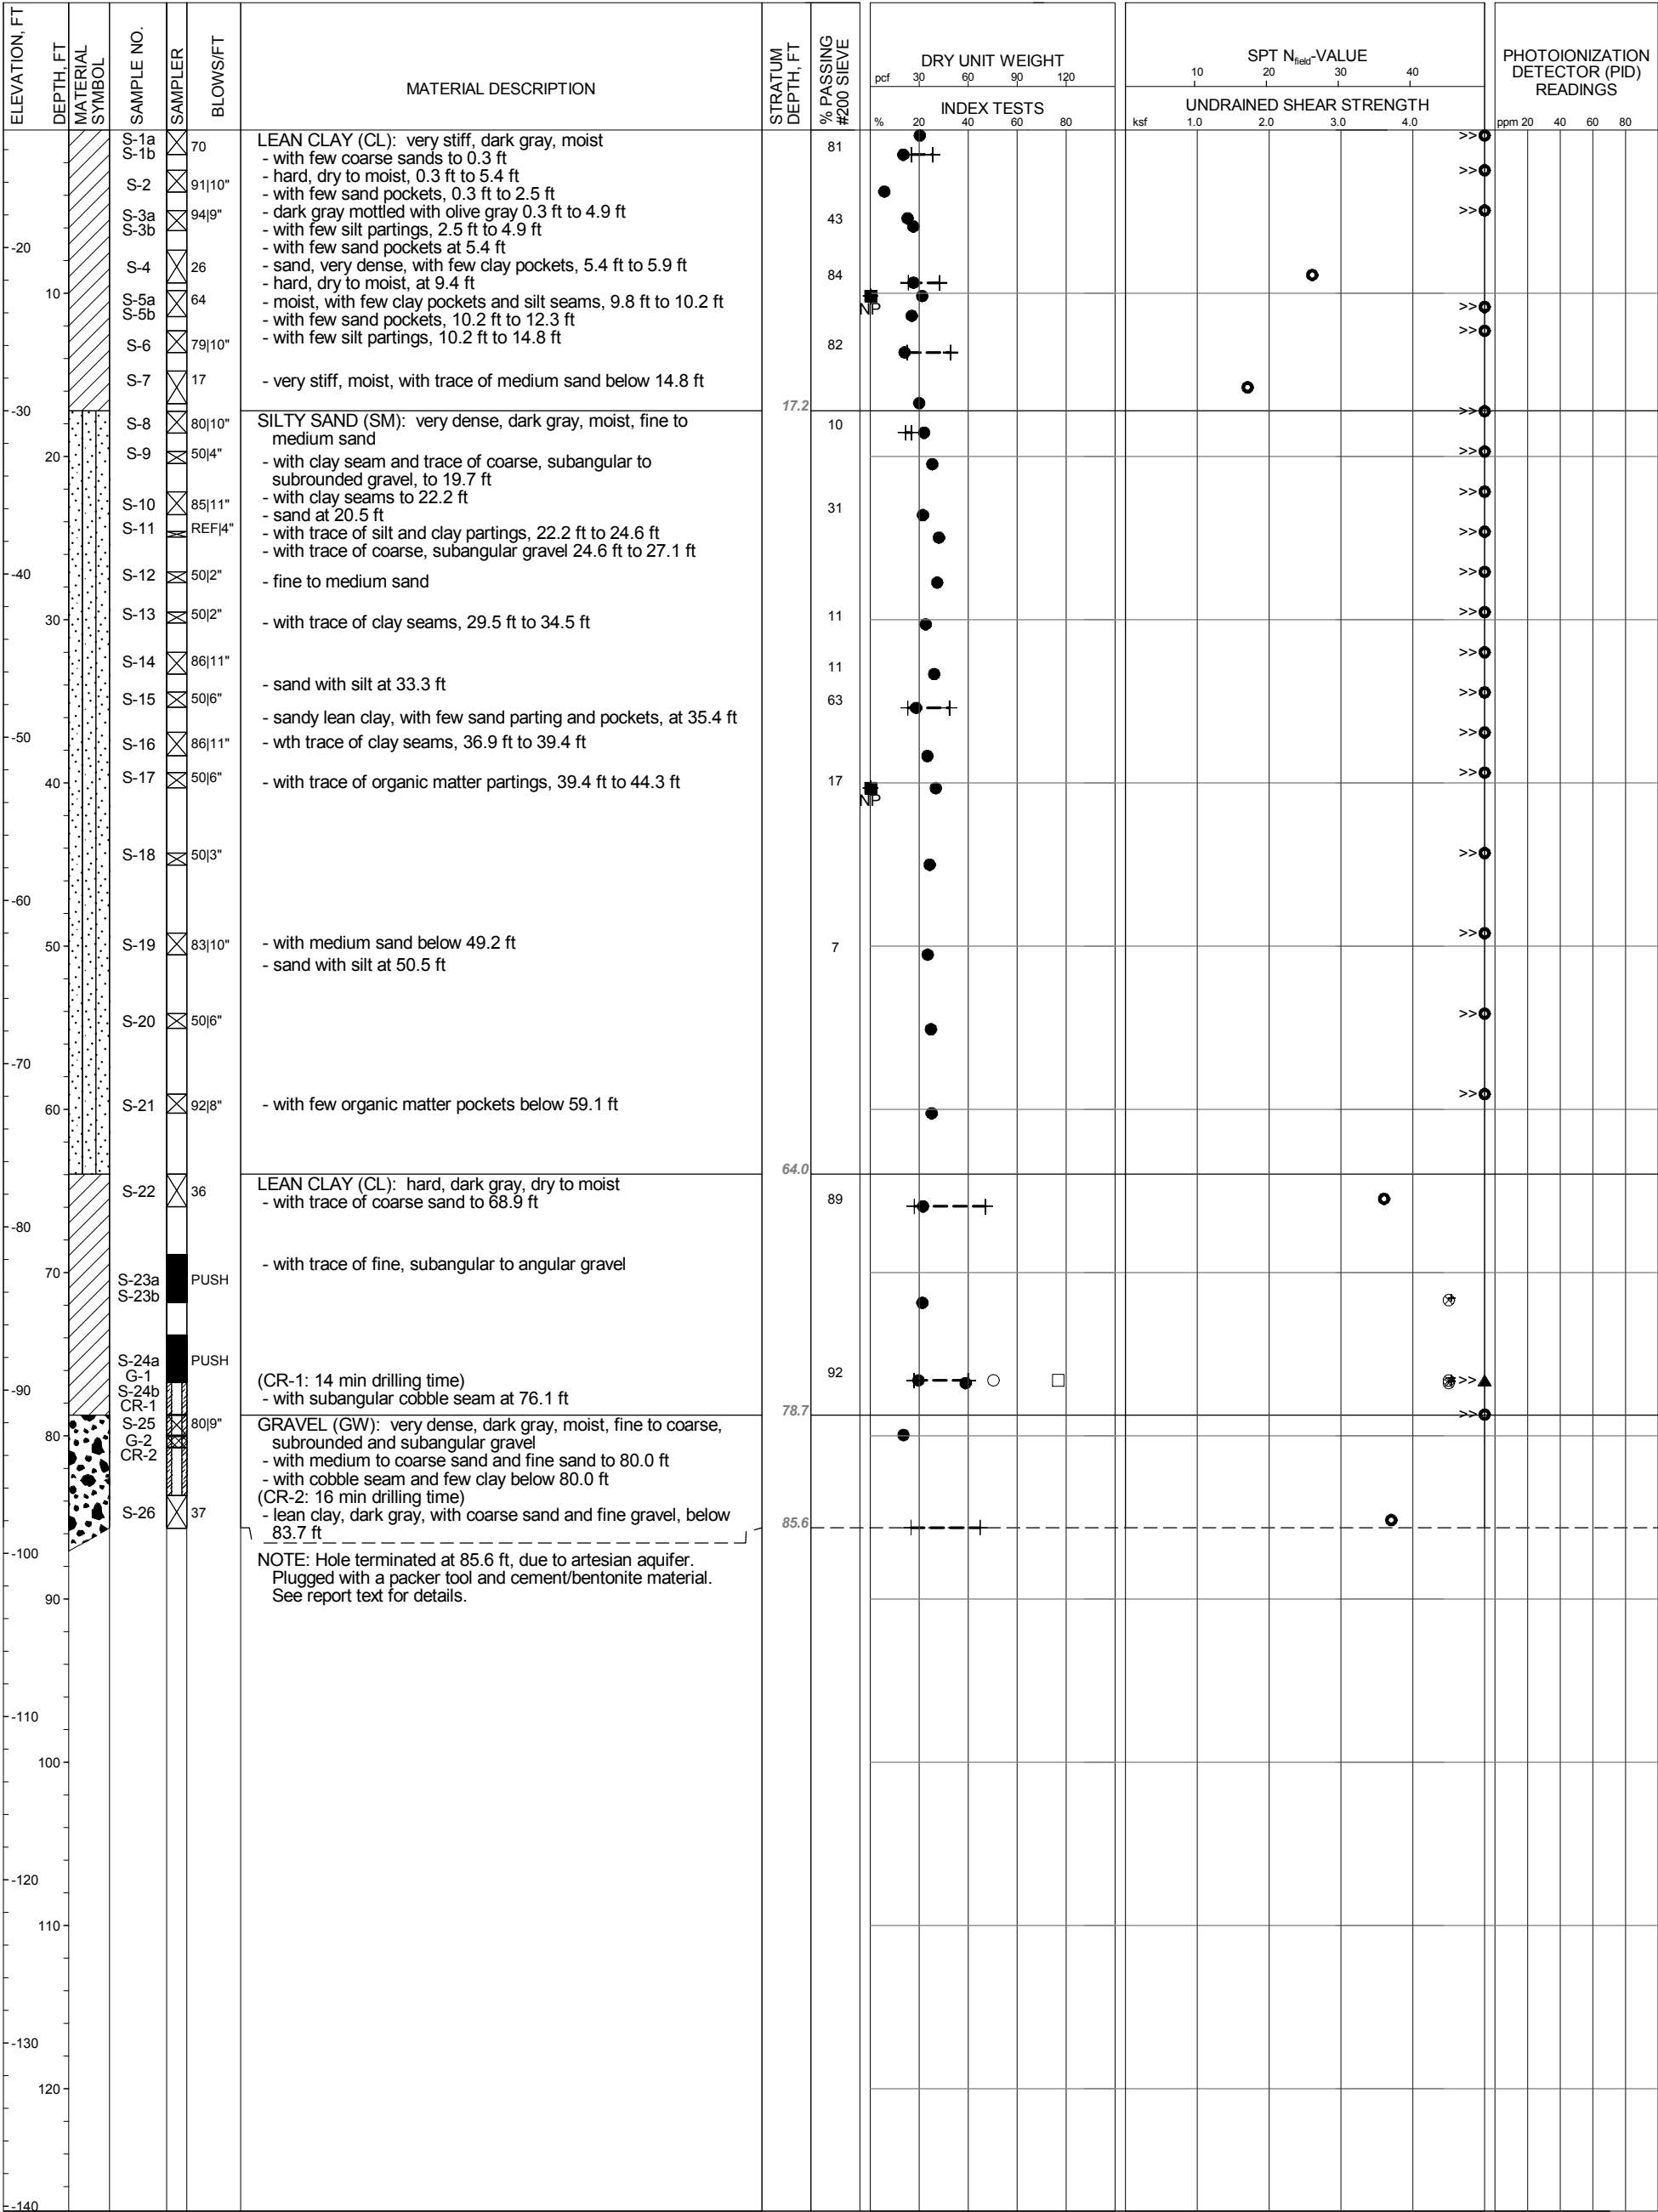 ELEVATION, FT
DEPTH, FT
MATERIAL SYMBOL
SAMPLE NO.
SAMPLER
BLOWS/FT
MATERIAL DESCRIPTION
STRATUM DEPTH, FT
% PASSING #200 SIEVE
DRY UNIT WEIGHT
pcf 30 60 90 120
INDEX TESTS
% 20 40 60 80
SPT Nfield-VALUE
10 20 30 40
UNDRAINED SHEAR STRENGTH
ksf 1.0 2.0 3.0 4.0
PHOTOIONIZATION
DETECTOR (PID)
READINGS
ppm 20 40 60 80
S-1a
S-1b
70
LEAN CLAY (CL): very stiff, dark gray, moist
- with few coarse sands to 0.3 ft
81
>>
- hard, dry to moist, 0.3 ft to 5.4 ft
S-2
91|10"
>>
- with few sand pockets, 0.3 ft to 2.5 ft
- dark gray mottled with olive gray 0.3 ft to 4.9 ft
S-3a
S-3b
94|9"
43
>>
- with few silt partings, 2.5 ft to 4.9 ft
-20
- with few sand pockets at 5.4 ft
S-4
26
- sand, very dense, with few clay pockets, 5.4 ft to 5.9 ft
84
- hard, dry to moist, at 9.4 ft
10
S-5a
S-5b
64
- moist, with few clay pockets and silt seams, 9.8 ft to 10.2 ft
NP
>>
- with few sand pockets, 10.2 ft to 12.3 ft
>>
- with few silt partings, 10.2 ft to 14.8 ft
S-6
79|10"
82
S-7
17
- very stiff, moist, with trace of medium sand below 14.8 ft
17.2
-30
>>
S-8
80|10"
SILTY SAND (SM): very dense, dark gray, moist, fine to
medium sand
10
S-9
50|4"
20
>>
- with clay seam and trace of coarse, subangular to
subrounded gravel, to 19.7 ft
- with clay seams to 22.2 ft
>>
S-10
85|11"
- sand at 20.5 ft
31
S-11
REF|4"
- with trace of silt and clay partings, 22.2 ft to 24.6 ft
>>
- with trace of coarse, subangular gravel 24.6 ft to 27.1 ft
-40
S-12
50|2"
- fine to medium sand
>>
30
S-13
50|2"
- with trace of clay seams, 29.5 ft to 34.5 ft
11
>>
S-14
86|11"
11
>>
- sand with silt at 33.3 ft
S-15
50|6"
63
>>
- sandy lean clay, with few sand parting and pockets, at 35.4 ft
-50
S-16
86|11"
- wth trace of clay seams, 36.9 ft to 39.4 ft
>>
40
S-17
50|6"
- with trace of organic matter partings, 39.4 ft to 44.3 ft
17
NP
>>
S-18
50|3"
>>
-60
50
S-19
83|10"
- with medium sand below 49.2 ft
7
>>
- sand with silt at 50.5 ft
S-20
50|6"
>>
-70
60
S-21
92|8"
- with few organic matter pockets below 59.1 ft
>>
64.0
S-22
36
LEAN CLAY (CL): hard, dark gray, dry to moist
- with trace of coarse sand to 68.9 ft
89
-80
70
- with trace of fine, subangular to angular gravel
S-23a
S-23b
PUSH
S-24a
PUSH
G-1
S-24b
CR-1
-90
(CR-1: 14 min drilling time)
92
>>
- with subangular cobble seam at 76.1 ft
78.7
>>
S-25
80|9"
GRAVEL (GW): very dense, dark gray, moist, fine to coarse,
80
G-2
subrounded and subangular gravel
CR-2
- with medium to coarse sand and fine sand to 80.0 ft
- with cobble seam and few clay below 80.0 ft
(CR-2: 16 min drilling time)
S-26
37
- lean clay, dark gray, with coarse sand and fine gravel, below
83.7 ft
85.6
-100
NOTE: Hole terminated at 85.6 ft, due to artesian aquifer.
Plugged with a packer tool and cement/bentonite material.
See report text for details.
90
-110
100
-120
110
-130
120
-140